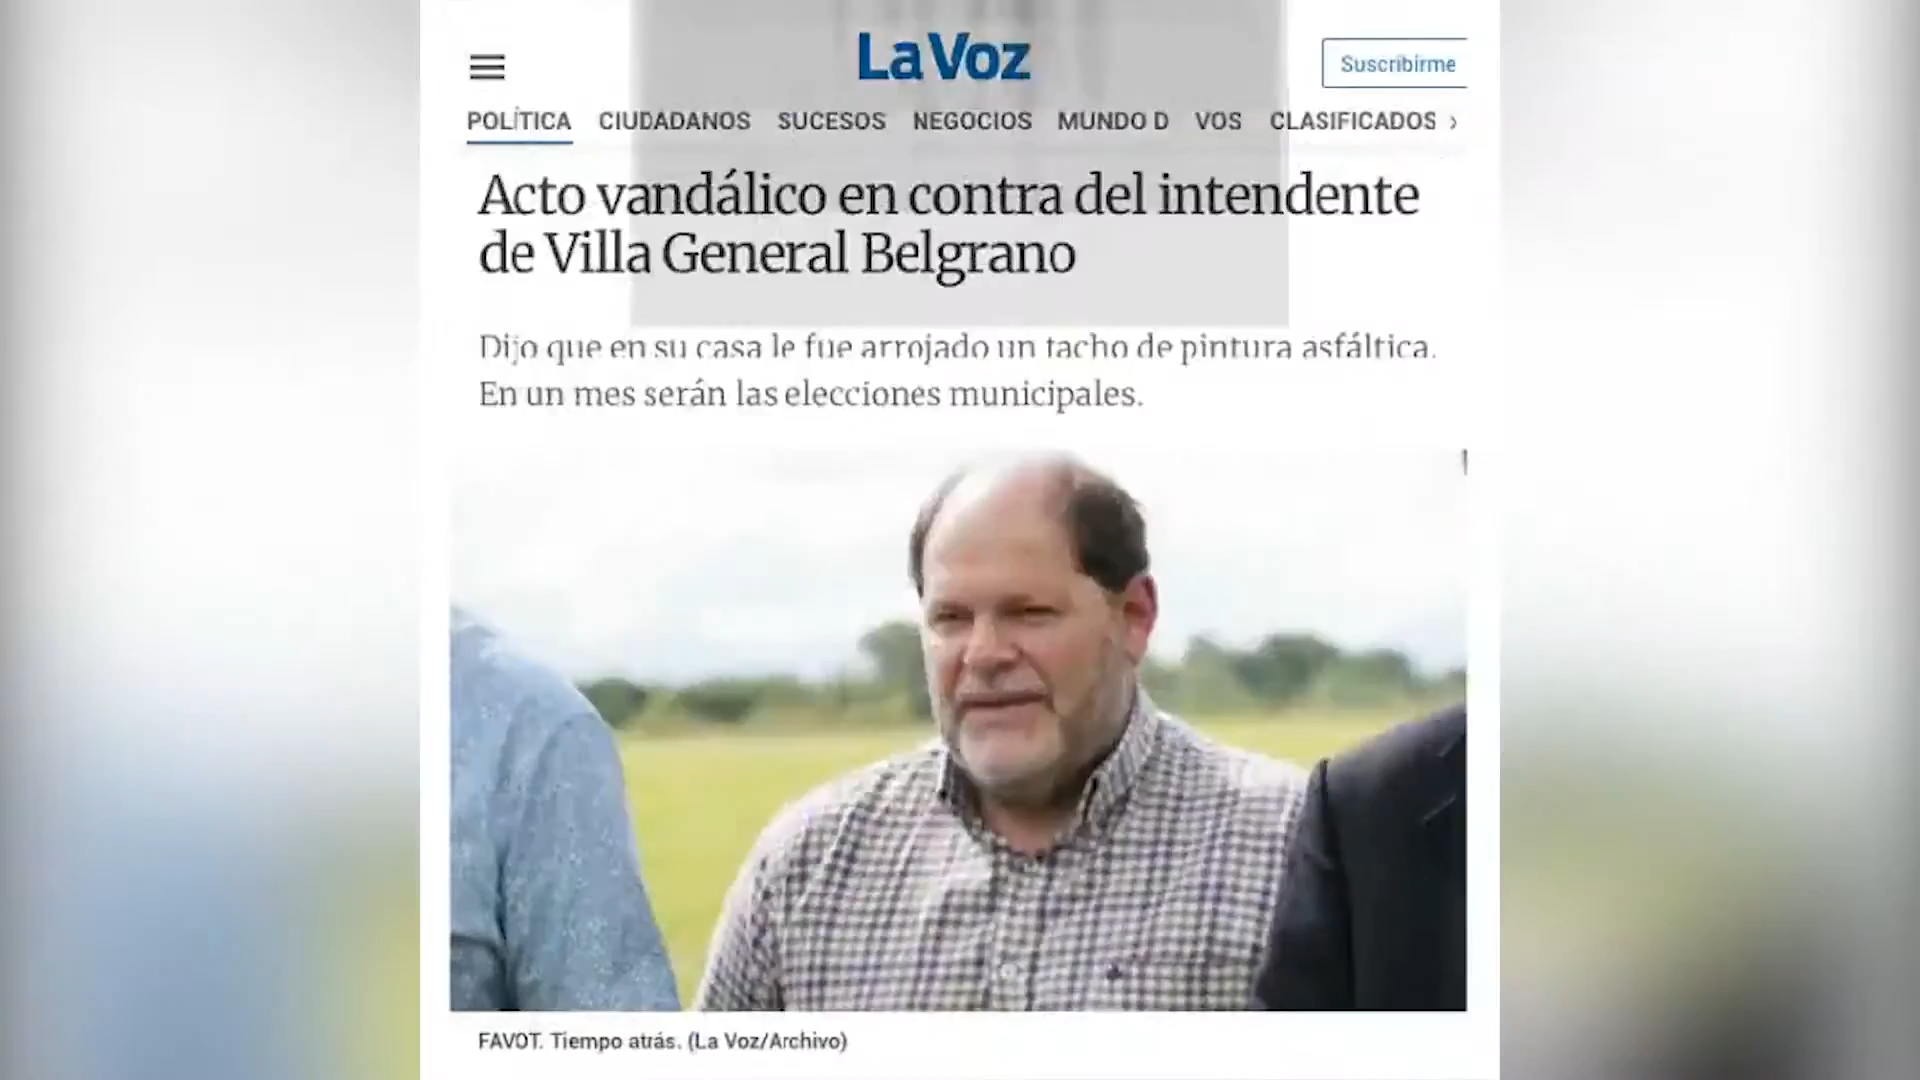 La Voz
Suscribirme
POLÍTICA CIUDADANOS SUCESOS NEGOCIOS MUNDO D VOS CLASIFICADOS ›
Acto vandálico en contra del intendente
de Villa General Belgrano
Dijo que en su casa le fue arrojado un tacho de pintura asfáltica.
En un mes serán las elecciones municipales.
FAVOT. Tiempo atrás. (La Voz/Archivo)